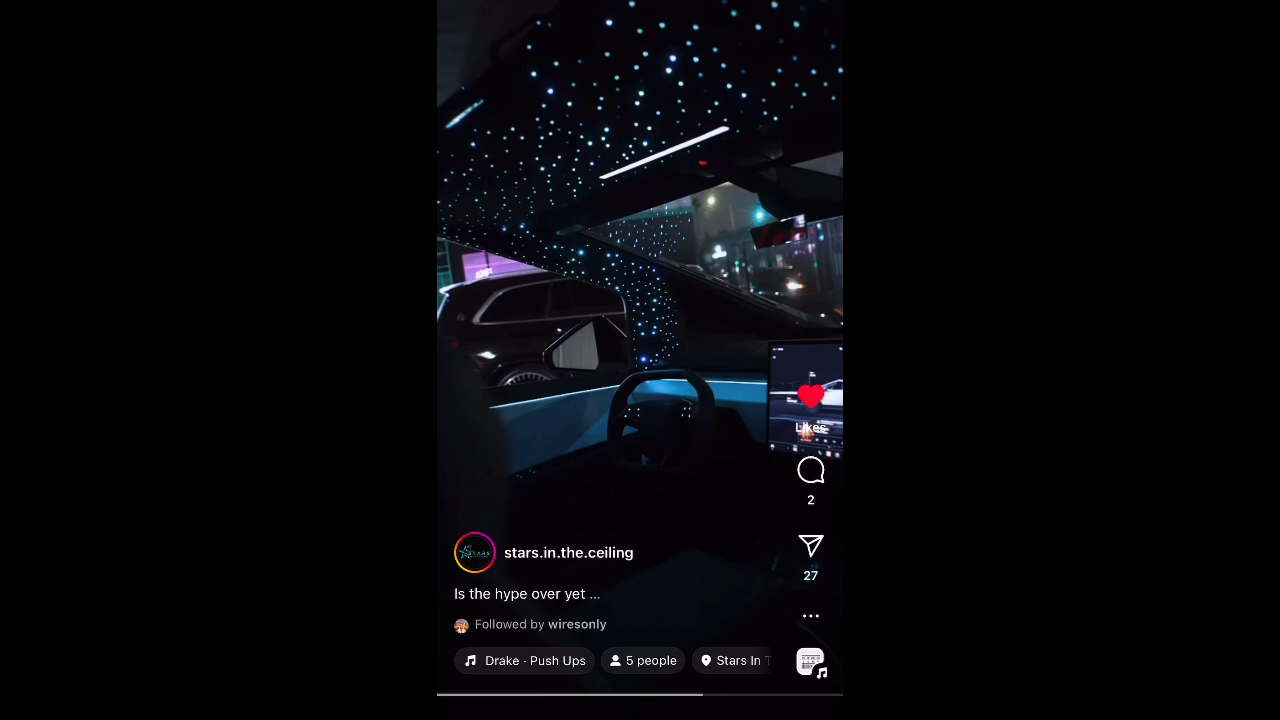 Likes
2
27
STARS
stars.in.the.ceiling
Is the hype over yet ...
Followed by wiresonly
Drake · Push Ups
5 people
Stars In T